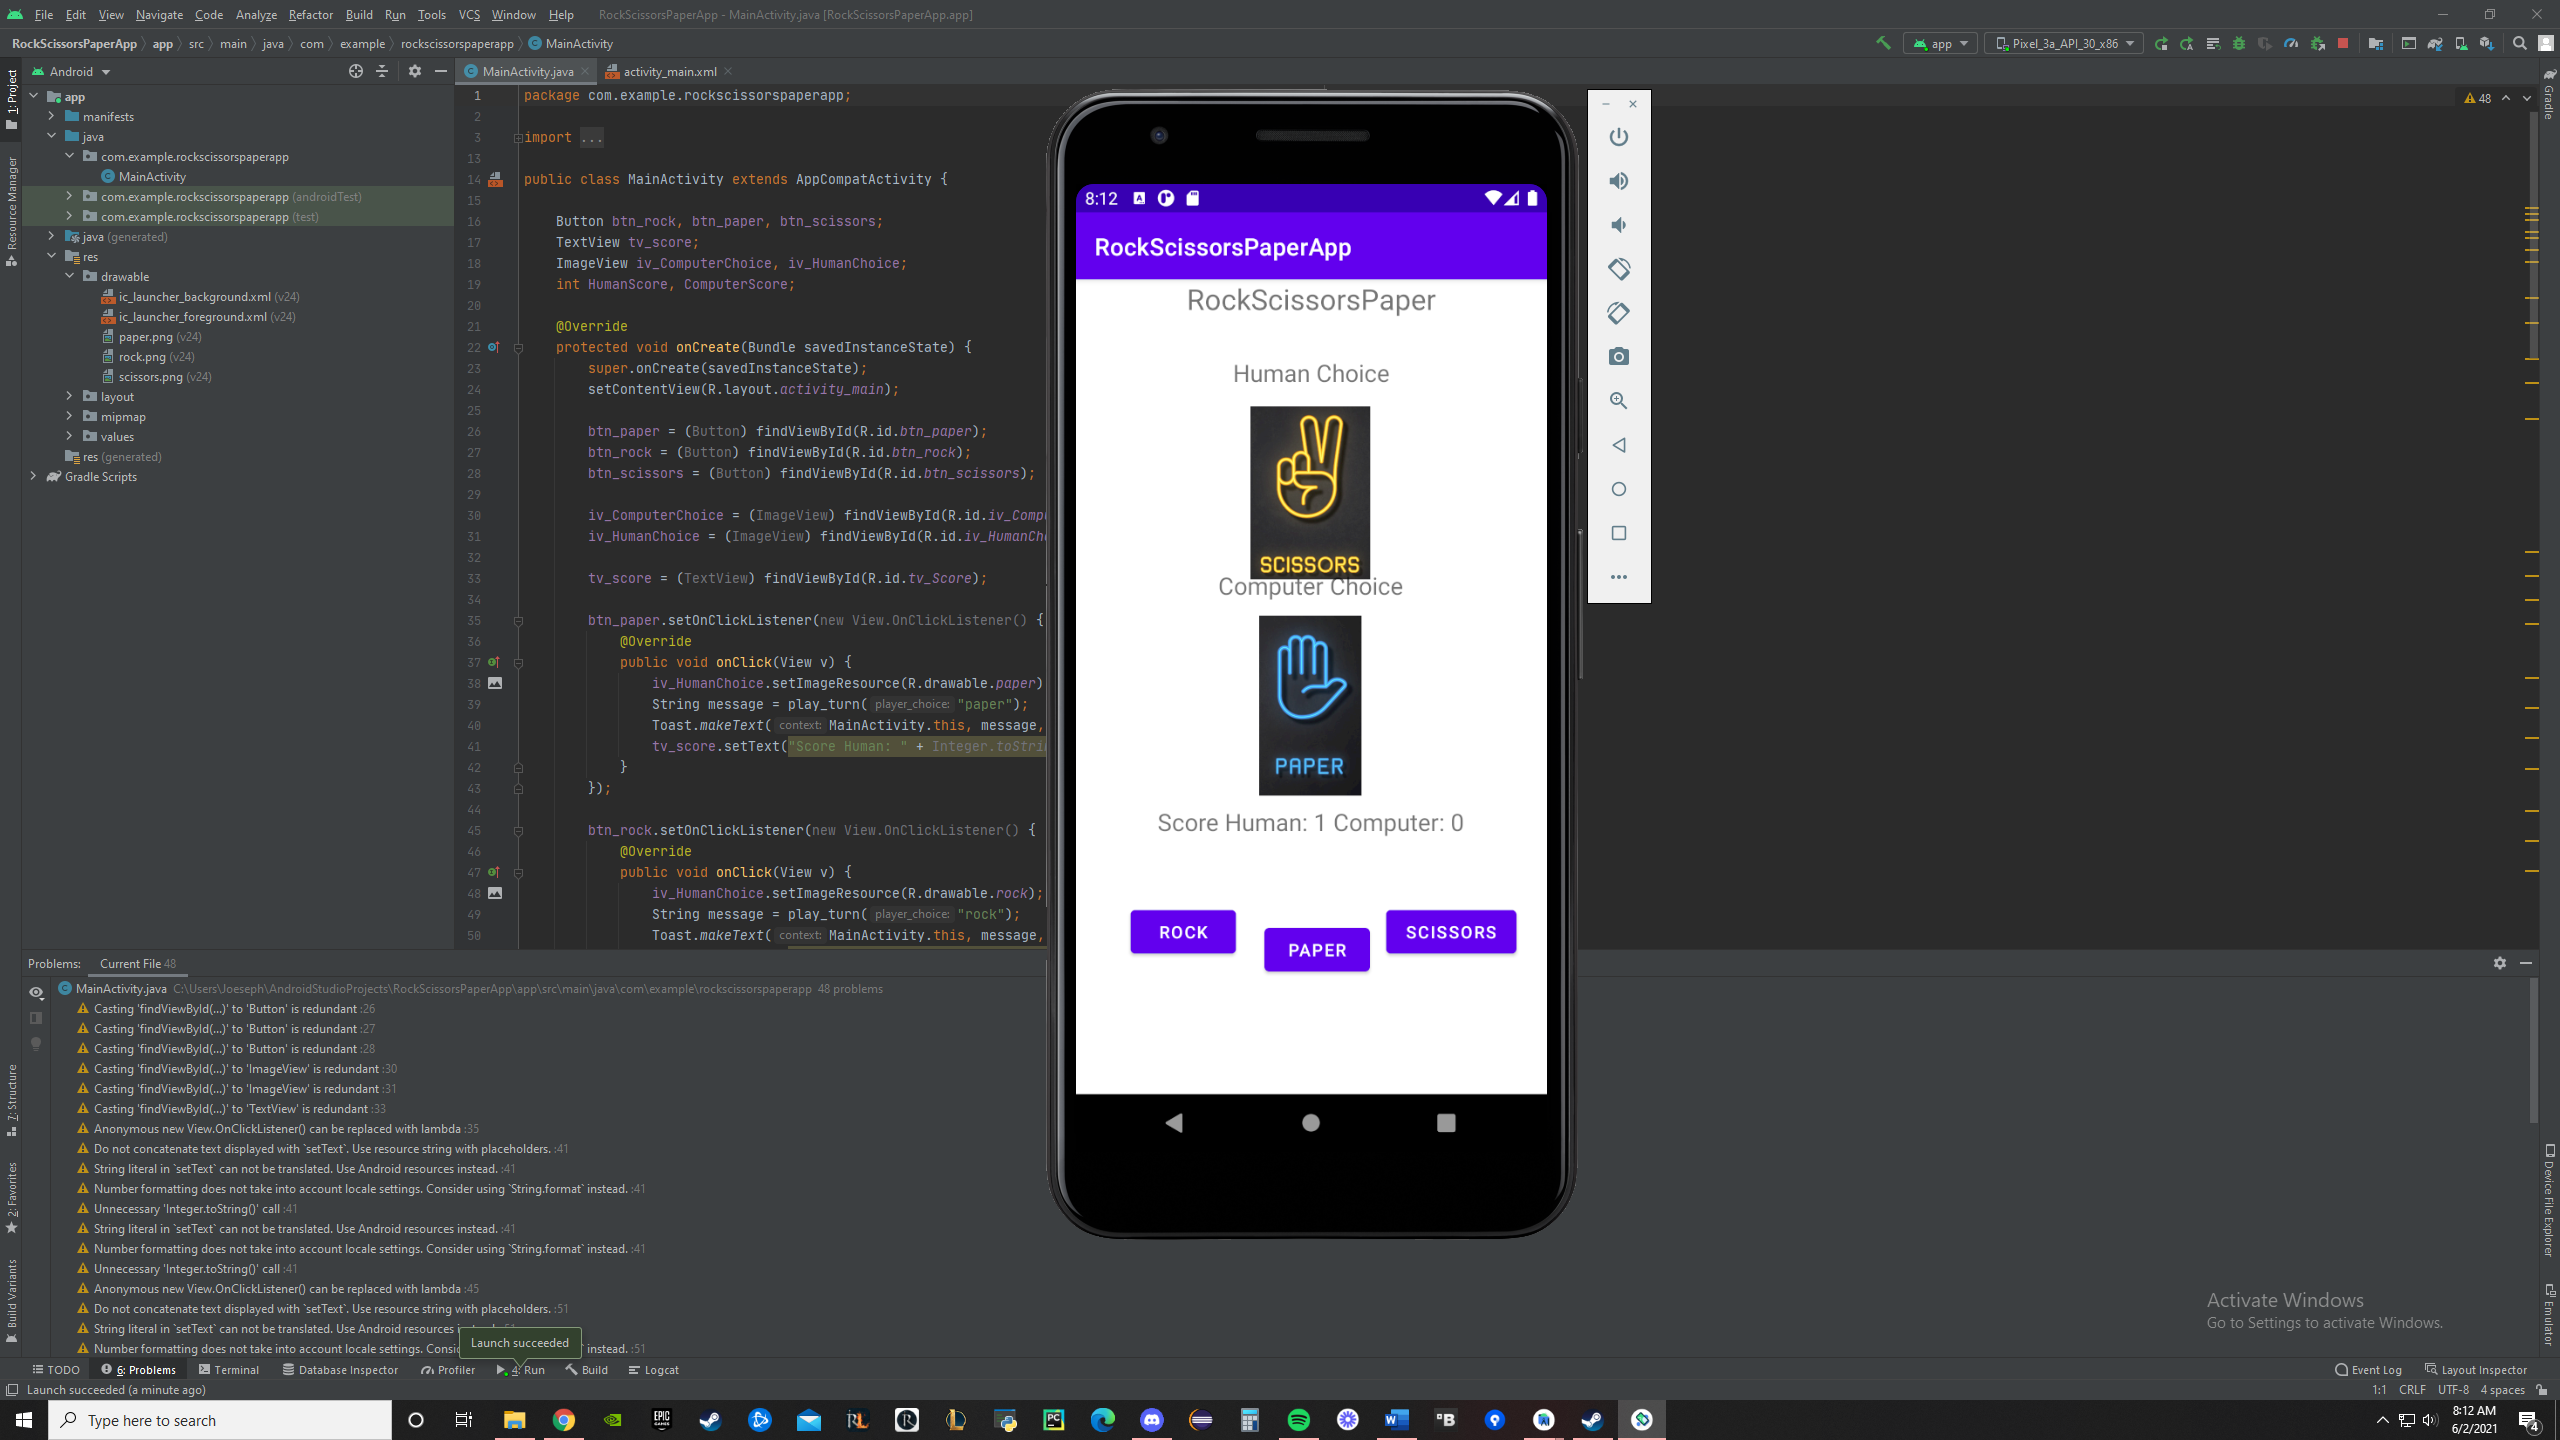 File Edit View Navigate Code Analyze Refactor Build Run Tools VCS Window Help RockScissorsPaperApp - MainActivity.java [RockScissorsPaperApp.app]
RockScissorsPaperApp app src main java com example rockscissorspaperapp MainActivity app Pixel_3a_API_30_x86
Android MainActivity.java activity_main.xml
1: Project
Resource Manager
7: Structure
2: Favorites
Build Variants
app
manifests
java
com.example.rockscissorspaperapp
MainActivity
com.example.rockscissorspaperapp (androidTest)
com.example.rockscissorspaperapp (test)
java (generated)
res
drawable
ic_launcher_background.xml (v24)
ic_launcher_foreground.xml (v24)
paper.png (v24)
rock.png (v24)
scissors.png (v24)
layout
mipmap
values
res (generated)
Gradle Scripts
1 package com.example.rockscissorspaperapp;
2
3 import ...
13
14 public class MainActivity extends AppCompatActivity {
15
16 Button btn_rock, btn_paper, btn_scissors;
17 TextView tv_score;
18 ImageView iv_ComputerChoice, iv_HumanChoice;
19 int HumanScore, ComputerScore;
20
21 @Override
22 protected void onCreate(Bundle savedInstanceState) {
23 super.onCreate(savedInstanceState);
24 setContentView(R.layout.activity_main);
25
26 btn_paper = (Button) findViewById(R.id.btn_paper);
27 btn_rock = (Button) findViewById(R.id.btn_rock);
28 btn_scissors = (Button) findViewById(R.id.btn_scissors);
29
30 iv_ComputerChoice = (ImageView) findViewById(R.id.iv_Compu
31 iv_HumanChoice = (ImageView) findViewById(R.id.iv_HumanCh
32
33 tv_score = (TextView) findViewById(R.id.tv_Score);
34
35 btn_paper.setOnClickListener(new View.OnClickListener() {
36 @Override
37 public void onClick(View v) {
38 iv_HumanChoice.setImageResource(R.drawable.paper)
39 String message = play_turn( player_choice: "paper");
40 Toast.makeText( context: MainActivity.this, message,
41 tv_score.setText("Score Human: " + Integer.toStrin
42 }
43 });
44
45 btn_rock.setOnClickListener(new View.OnClickListener() {
46 @Override
47 public void onClick(View v) {
48 iv_HumanChoice.setImageResource(R.drawable.rock);
49 String message = play_turn( player_choice: "rock");
50 Toast.makeText( context: MainActivity.this, message,
8:12
RockScissorsPaperApp
RockScissorsPaper
Human Choice
SCISSORS
Computer Choice
PAPER
Score Human: 1 Computer: 0
ROCK
PAPER
SCISSORS
48
Gradle
Device File Explorer
Emulator
Problems: Current File 48
MainActivity.java C:\Users\Joeseph\AndroidStudioProjects\RockScissorsPaperApp\app\src\main\java\com\example\rockscissorspaperapp 48 problems
Casting 'findViewById(...)' to 'Button' is redundant :26
Casting 'findViewById(...)' to 'Button' is redundant :27
Casting 'findViewById(...)' to 'Button' is redundant :28
Casting 'findViewById(...)' to 'ImageView' is redundant :30
Casting 'findViewById(...)' to 'ImageView' is redundant :31
Casting 'findViewById(...)' to 'TextView' is redundant :33
Anonymous new View.OnClickListener() can be replaced with lambda :35
Do not concatenate text displayed with `setText`. Use resource string with placeholders. :41
String literal in `setText` can not be translated. Use Android resources instead. :41
Number formatting does not take into account locale settings. Consider using `String.format` instead. :41
Unnecessary 'Integer.toString()' call :41
String literal in `setText` can not be translated. Use Android resources instead. :41
Number formatting does not take into account locale settings. Consider using `String.format` instead. :41
Unnecessary 'Integer.toString()' call :41
Anonymous new View.OnClickListener() can be replaced with lambda :45
Do not concatenate text displayed with `setText`. Use resource string with placeholders. :51
String literal in `setText` can not be translated. Use Android resources
Number formatting does not take into account locale settings. `String.format` instead. :51
Launch succeeded
Activate Windows
Go to Settings to activate Windows.
TODO 6: Problems Terminal Database Inspector Profiler 4: Run Build Logcat Event Log Layout Inspector
Launch succeeded (a minute ago) 1:1 CRLF UTF-8 4 spaces
Type here to search
EPIC GAMES
8:12 AM
6/2/2021
4